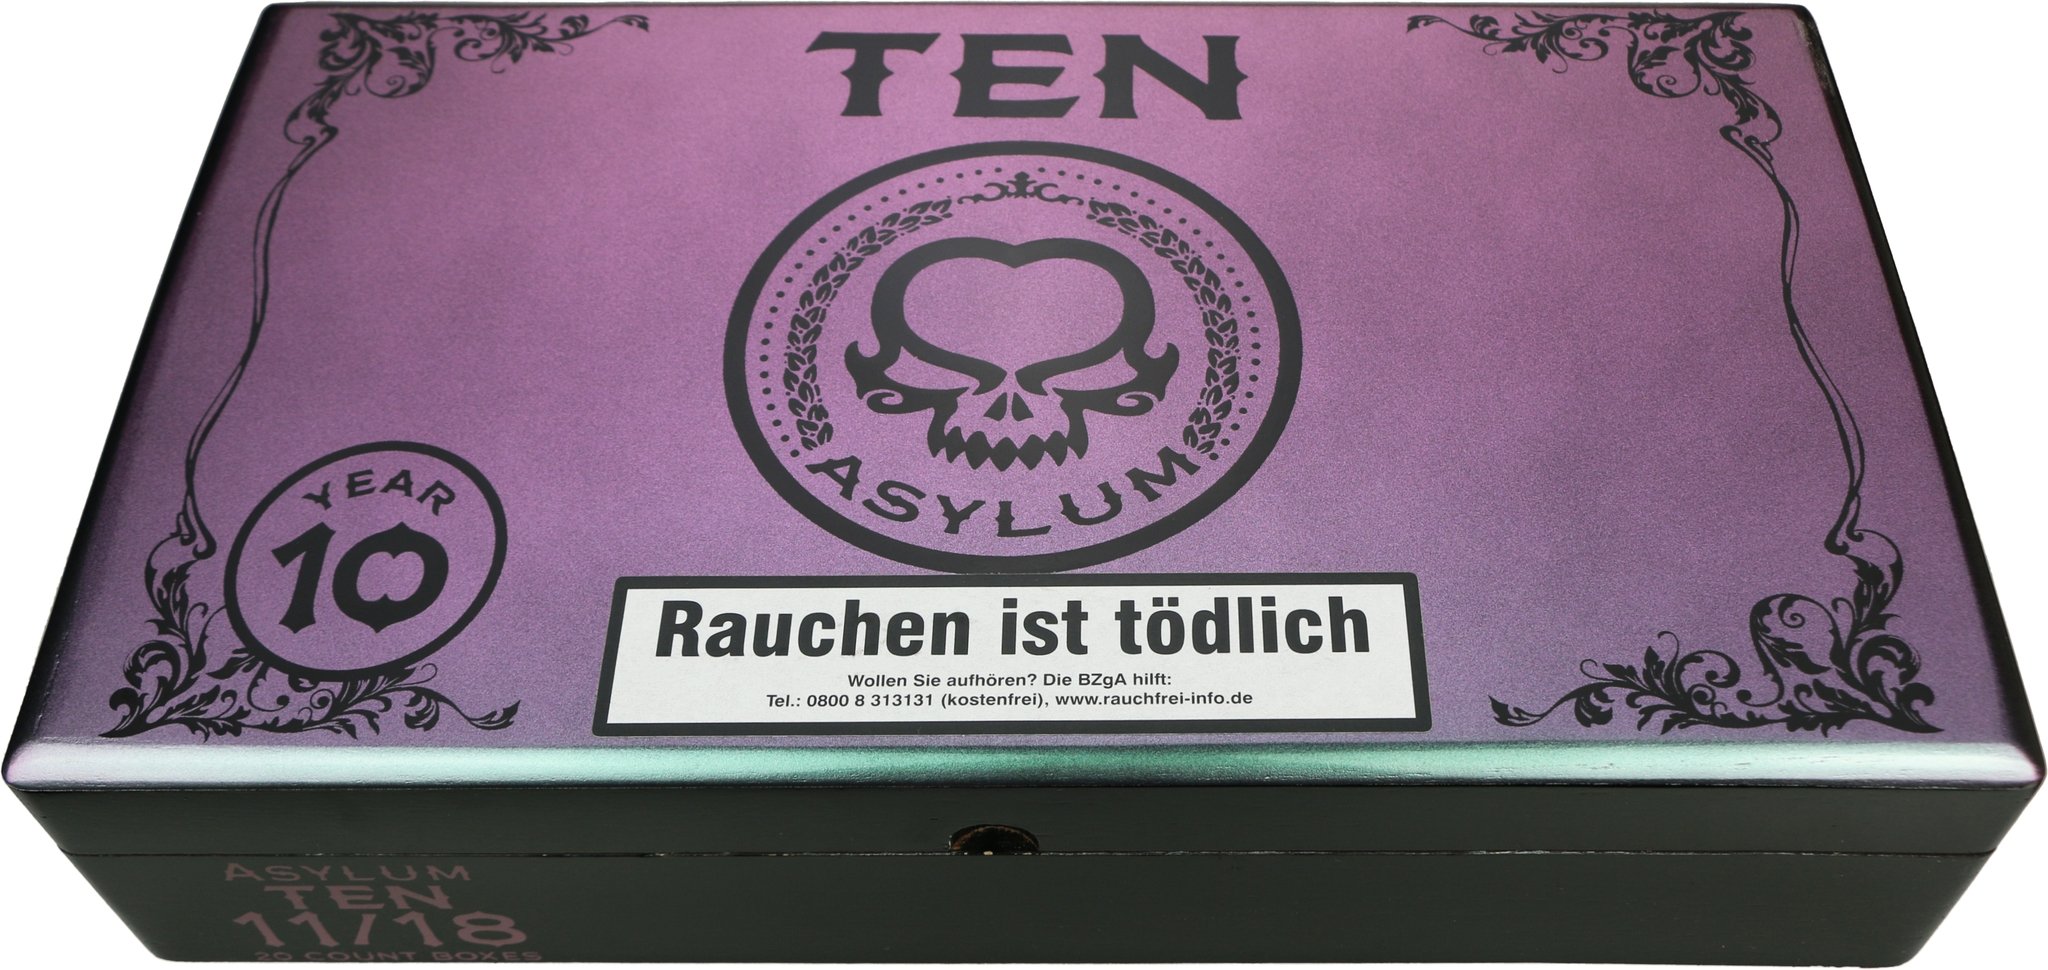 TEN
ASYLUM
YEAR
10
Rauchen ist tödlich
Wollen Sie aufhören? Die BZgA hilft:
Tel.: 0800 8 313131 (kostenfrei), www.rauchfrei-info.de
ASYLUM
TEN
11/18
20 COUNT BOXES